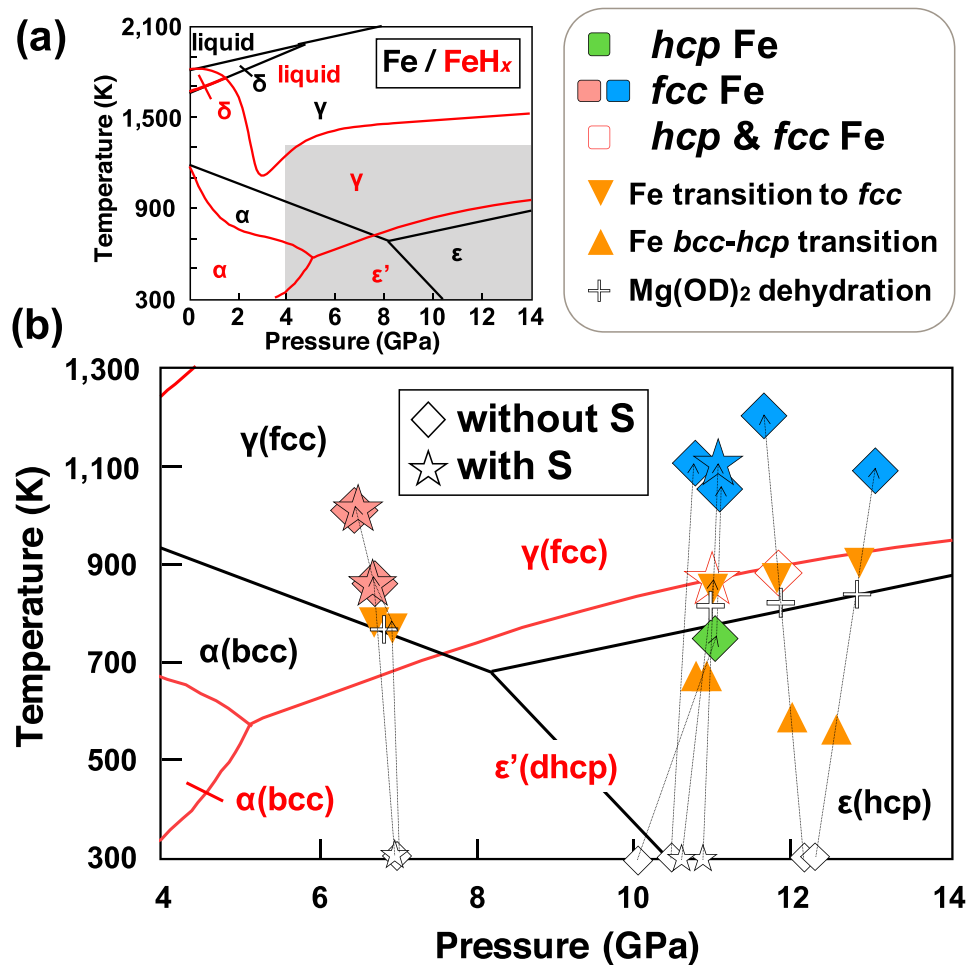 (a)
2,100
1,500
900
300
Temperature (K)
liquid
δ
liquid
δ
Fe / FeHx
γ
γ
α
α
ε'
ε
0 2 4 6 8 10 12 14
Pressure (GPa)
hcp Fe
fcc Fe
hcp & fcc Fe
Fe transition to fcc
Fe bcc-hcp transition
Mg(OD)2 dehydration
(b)
1,300
1,100
900
700
500
300
Temperature (K)
without S
with S
γ(fcc)
γ(fcc)
α(bcc)
α(bcc)
ε'(dhcp)
ε(hcp)
4 6 8 10 12 14
Pressure (GPa)